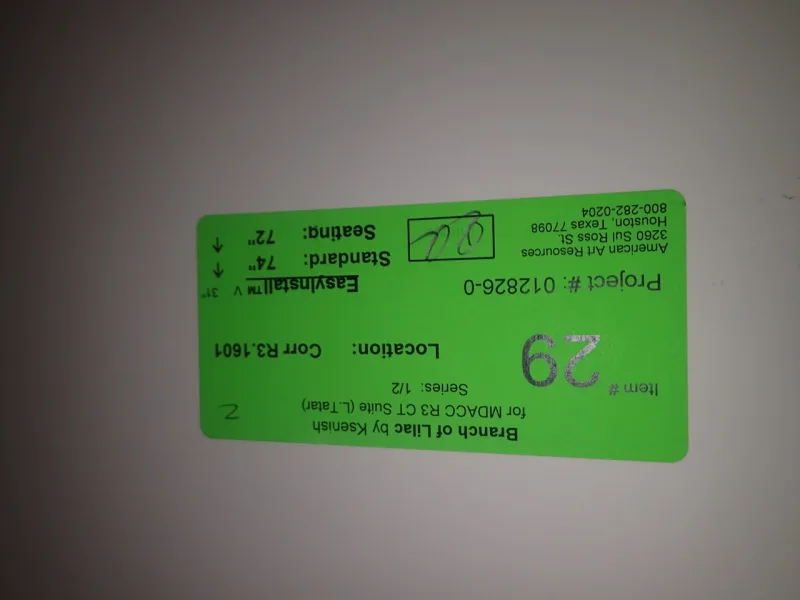 Branch of Lilac by Ksenish
for MDACC R3 CT Suite (L.Tatar)
Series: 1/2
Item # 29
Location: Corr R3.1601
Project #: 012826-0
American Art Resources
3260 Sul Ross St.
Houston, Texas 77098
800-282-0204
EasyInstall™ V 31"
Standard: 74" ↓
Seating: 72" ↓